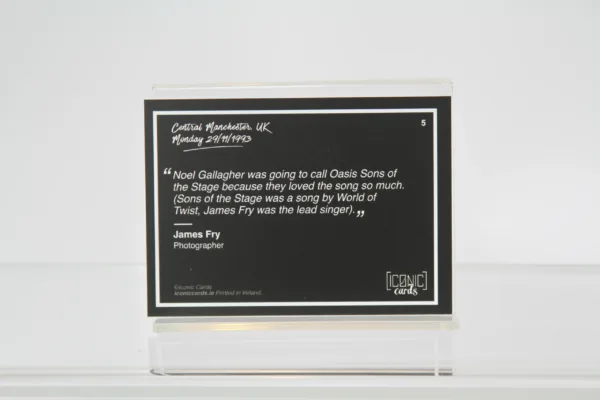 Central Manchester, UK
Monday 29/11/1993
5
“Noel Gallagher was going to call Oasis Sons of
the Stage because they loved the song so much.
(Sons of the Stage was a song by World of
Twist, James Fry was the lead singer).”
James Fry
Photographer
©Iconic Cards
iconiccards.ie Printed in Ireland.
[ICONIC]
cards